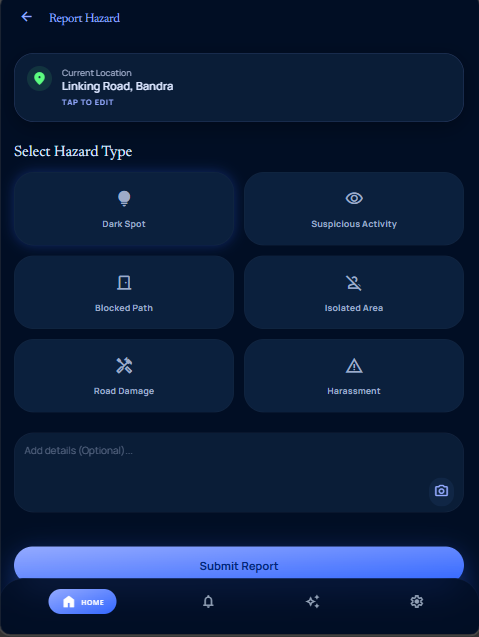 Report Hazard
Current Location
Linking Road, Bandra
TAP TO EDIT
Select Hazard Type
Dark Spot
Suspicious Activity
Blocked Path
Isolated Area
Road Damage
Harassment
Add details (Optional)...
Submit Report
HOME